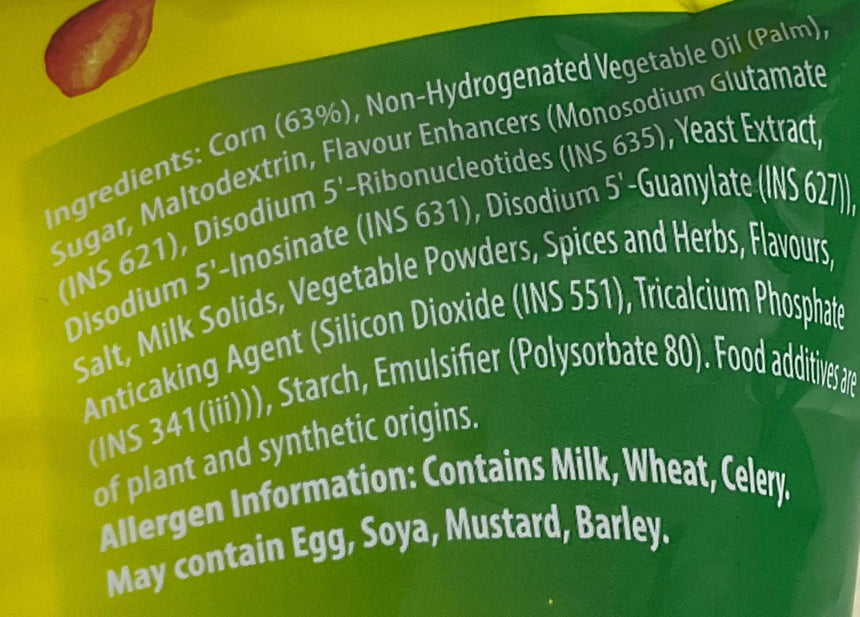 Ingredients: Corn (63%), Non-Hydrogenated Vegetable Oil (Palm),
Sugar, Maltodextrin, Flavour Enhancers (Monosodium Glutamate
(INS 621), Disodium 5'-Ribonucleotides (INS 635), Yeast Extract,
Disodium 5'-Inosinate (INS 631), Disodium 5'-Guanylate (INS 627)),
Salt, Milk Solids, Vegetable Powders, Spices and Herbs, Flavours,
Anticaking Agent (Silicon Dioxide (INS 551), Tricalcium Phosphate
(INS 341(iii))), Starch, Emulsifier (Polysorbate 80). Food additives are
of plant and synthetic origins.
Allergen Information: Contains Milk, Wheat, Celery.
May contain Egg, Soya, Mustard, Barley.